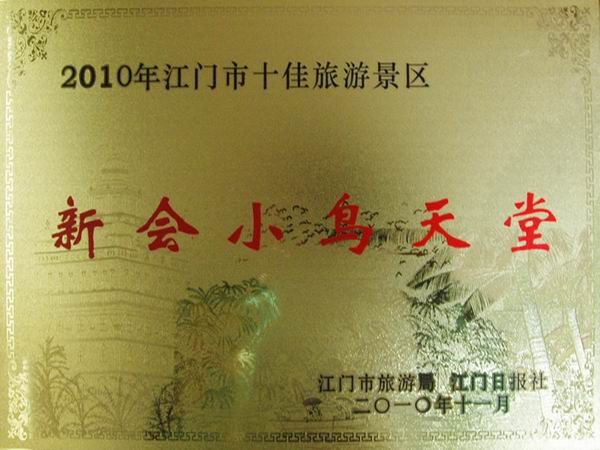 2010年江门市十佳旅游景区
新会小鸟天堂
江门市旅游局 江门日报社
二〇一〇年十一月